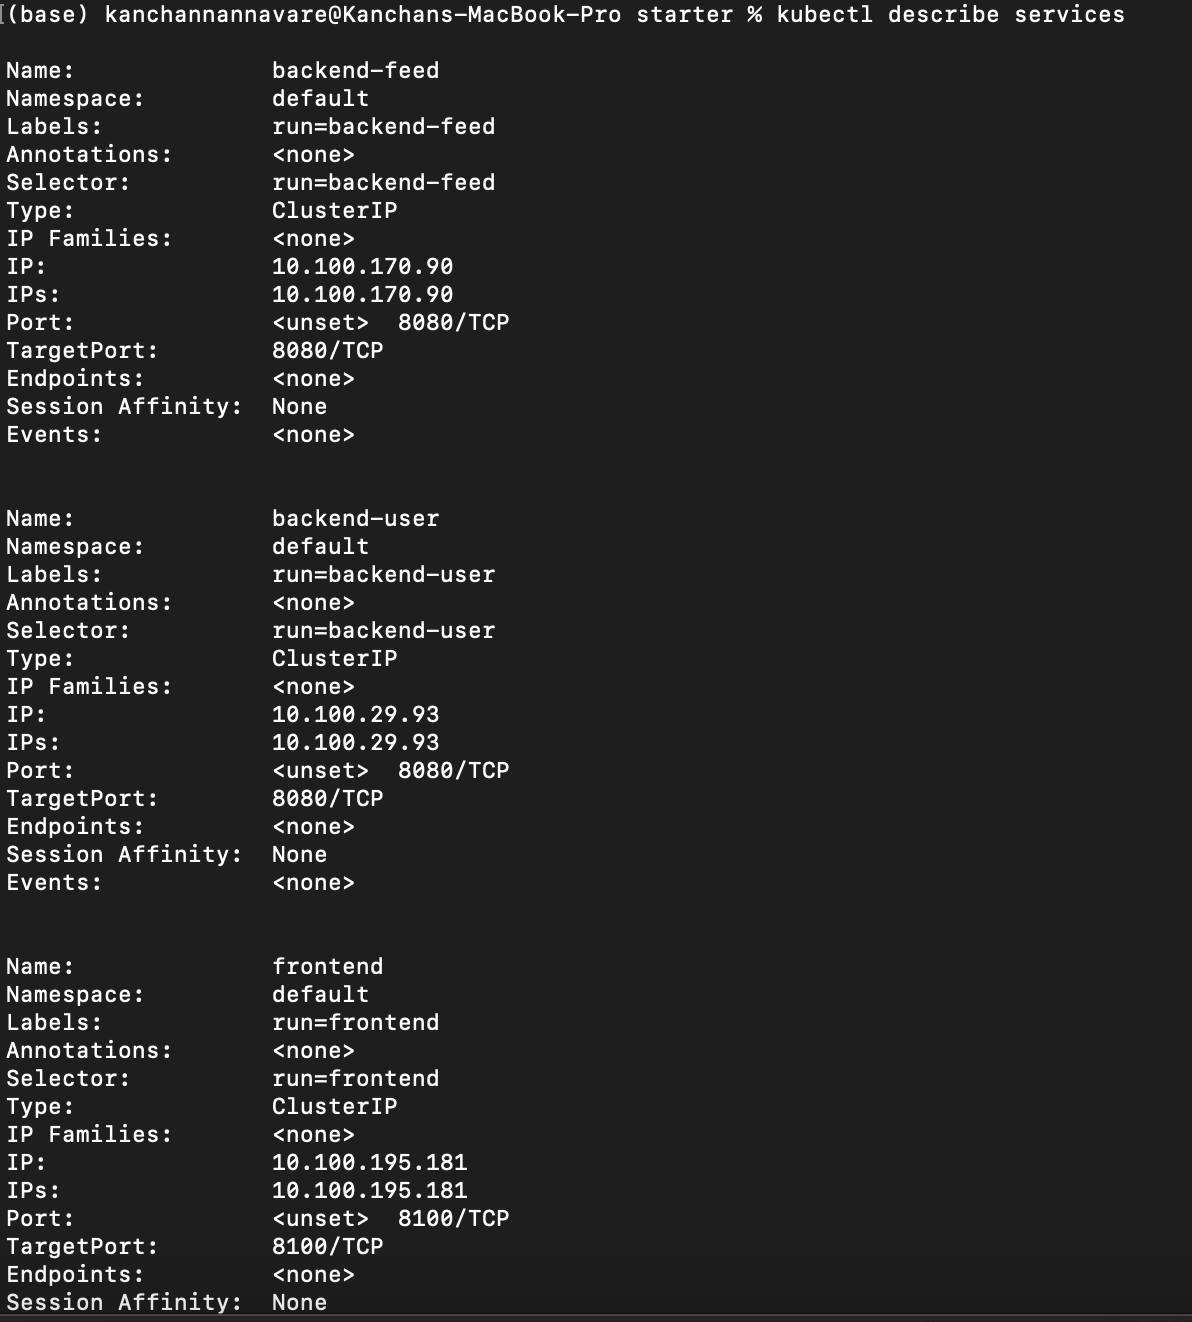 (base) kanchannannavare@Kanchans-MacBook-Pro starter % kubectl describe services
Name: backend-feed
Namespace: default
Labels: run=backend-feed
Annotations: <none>
Selector: run=backend-feed
Type: ClusterIP
IP Families: <none>
IP: 10.100.170.90
IPs: 10.100.170.90
Port: <unset> 8080/TCP
TargetPort: 8080/TCP
Endpoints: <none>
Session Affinity: None
Events: <none>
Name: backend-user
Namespace: default
Labels: run=backend-user
Annotations: <none>
Selector: run=backend-user
Type: ClusterIP
IP Families: <none>
IP: 10.100.29.93
IPs: 10.100.29.93
Port: <unset> 8080/TCP
TargetPort: 8080/TCP
Endpoints: <none>
Session Affinity: None
Events: <none>
Name: frontend
Namespace: default
Labels: run=frontend
Annotations: <none>
Selector: run=frontend
Type: ClusterIP
IP Families: <none>
IP: 10.100.195.181
IPs: 10.100.195.181
Port: <unset> 8100/TCP
TargetPort: 8100/TCP
Endpoints: <none>
Session Affinity: None